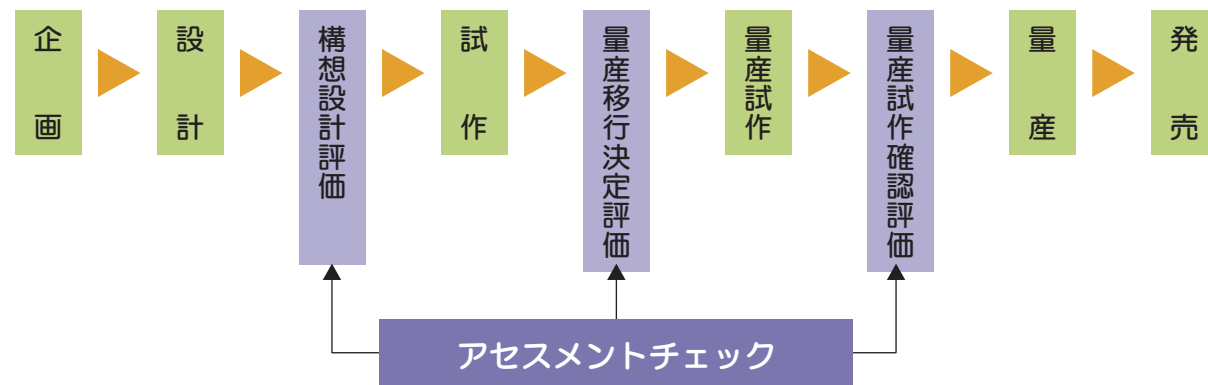 企画
設計
構想設計評価
試作
量産移行決定評価
量産試作
量産試作確認評価
量産
発売
アセスメントチェック